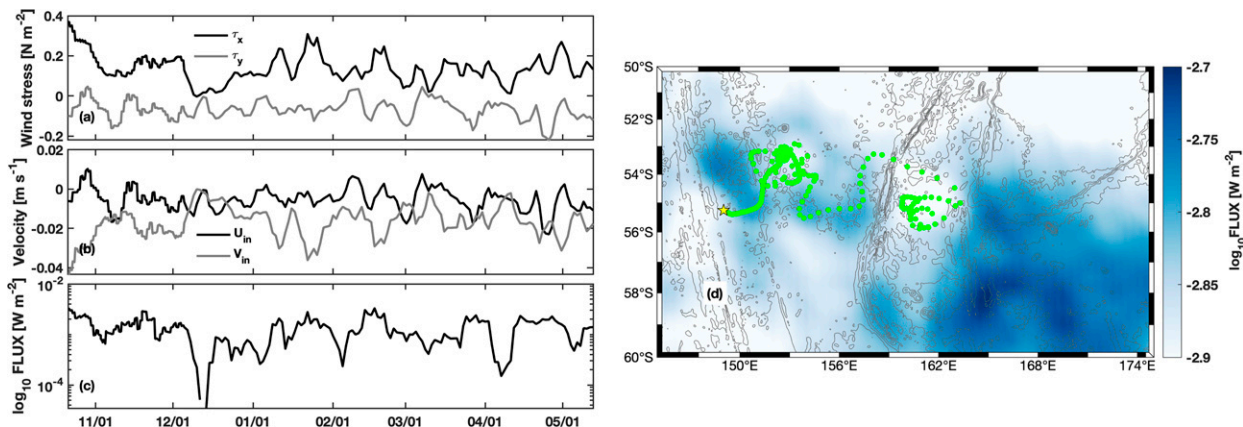 Wind stress [N m⁻²]
0.4
0.2
0
-0.2
τₓ
τᵧ
(a)
Velocity [m s⁻¹]
0.02
0
-0.02
-0.04
(b)
U_in
V_in
log₁₀ FLUX [W m⁻²]
10⁻²
10⁻⁴
(c)
11/01 12/01 01/01 02/01 03/01 04/01 05/01
50°S
52°S
54°S
56°S
58°S
60°S
(d)
150°E 156°E 162°E 168°E 174°E
-2.7
-2.75
-2.8
-2.85
-2.9
log₁₀FLUX [W m⁻²]